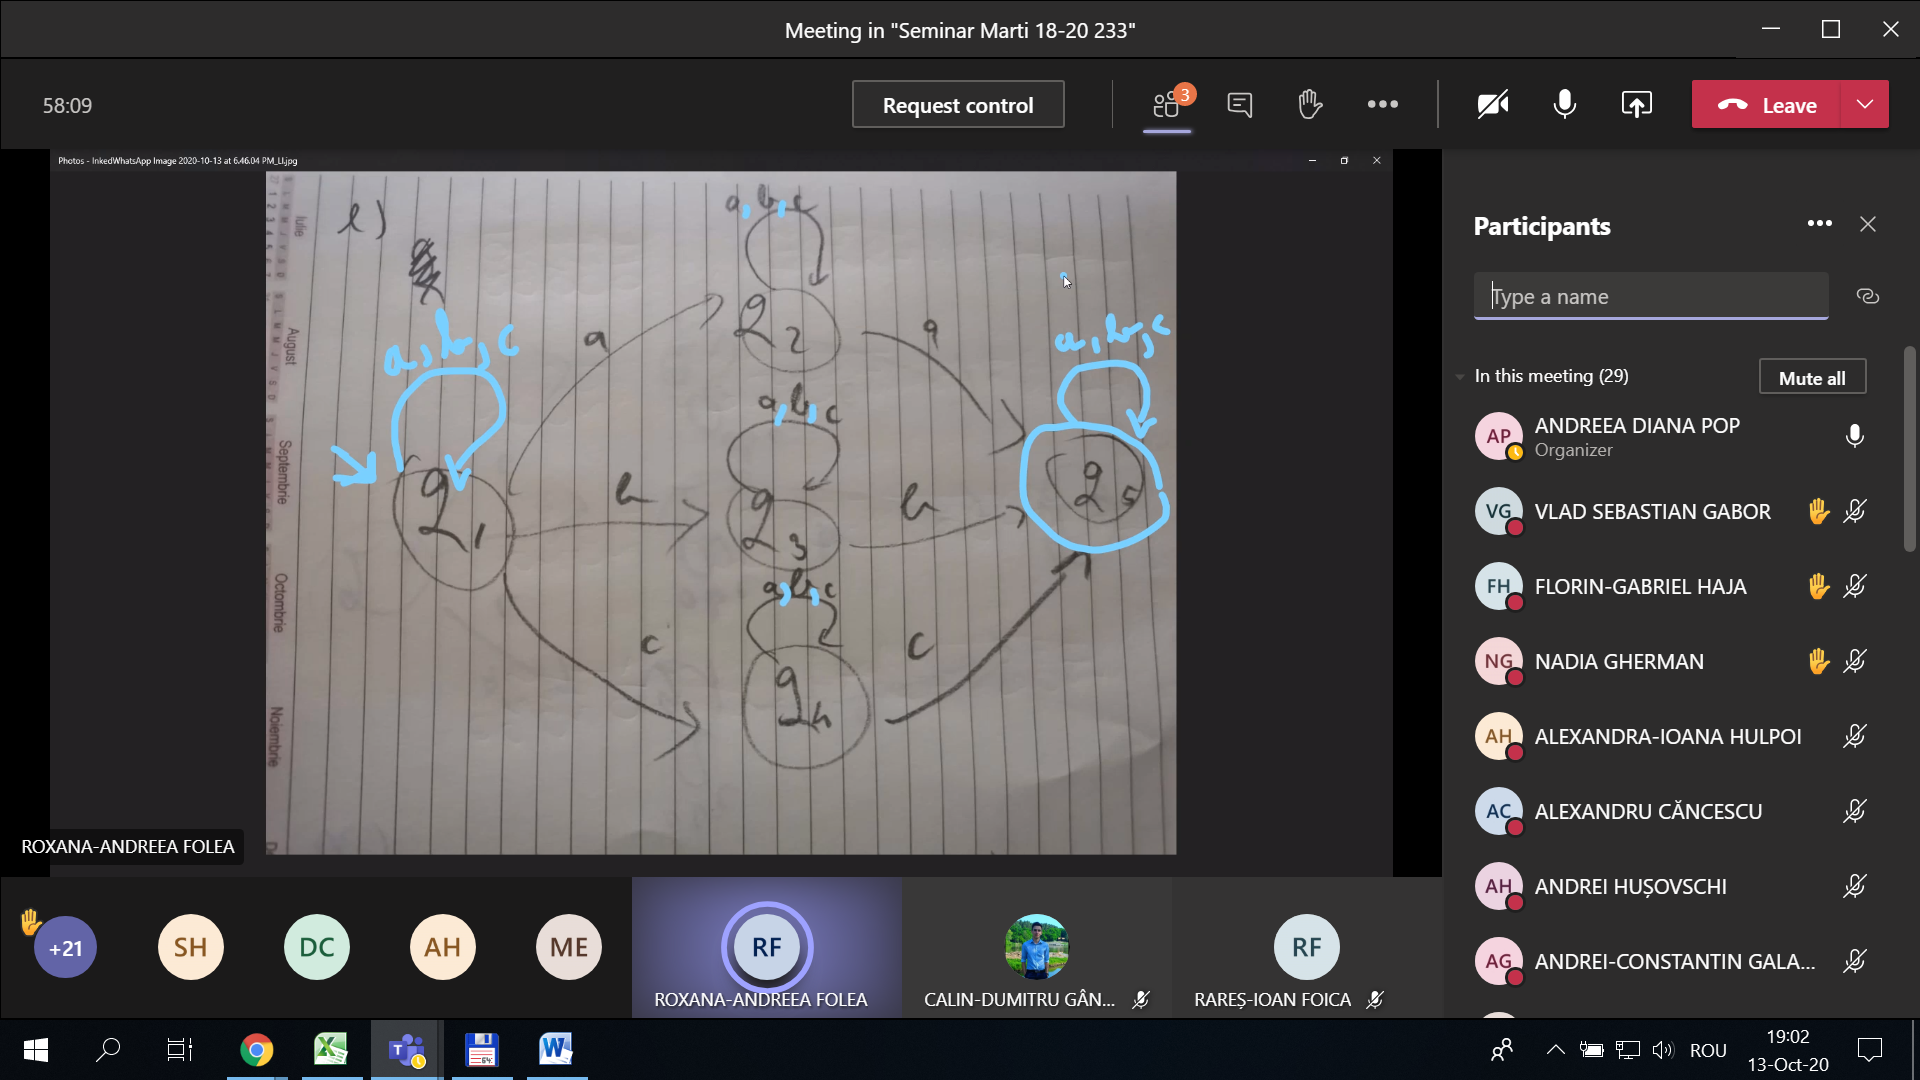 Meeting in "Seminar Marti 18-20 233"
58:09
Request control
3
Leave
Photos - InkedWhatsApp Image 2020-10-13 at 6.46.04 PM_LI.jpg
Iulie
August
Septembrie
Octombrie
Noiembrie
e)
a, b, c
a, b, c
a, b, c
a, b, c
a, b, c
a
a
b
b
c
c
q1
q2
q3
q4
q5
ROXANA-ANDREEA FOLEA
Participants
Type a name
In this meeting (29)
Mute all
AP
ANDREEA DIANA POP
Organizer
VG
VLAD SEBASTIAN GABOR
FH
FLORIN-GABRIEL HAJA
NG
NADIA GHERMAN
AH
ALEXANDRA-IOANA HULPOI
AC
ALEXANDRU CĂNCESCU
AH
ANDREI HUȘOVSCHI
AG
ANDREI-CONSTANTIN GALA...
+21
SH
DC
AH
ME
RF
ROXANA-ANDREEA FOLEA
CALIN-DUMITRU GÂN...
RF
RAREȘ-IOAN FOICA
64
ROU
19:02
13-Oct-20